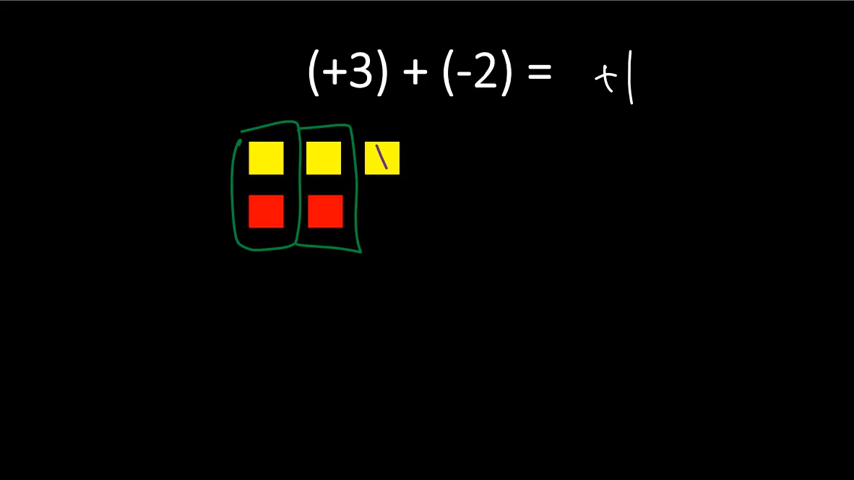 (+3) + (-2) = +1